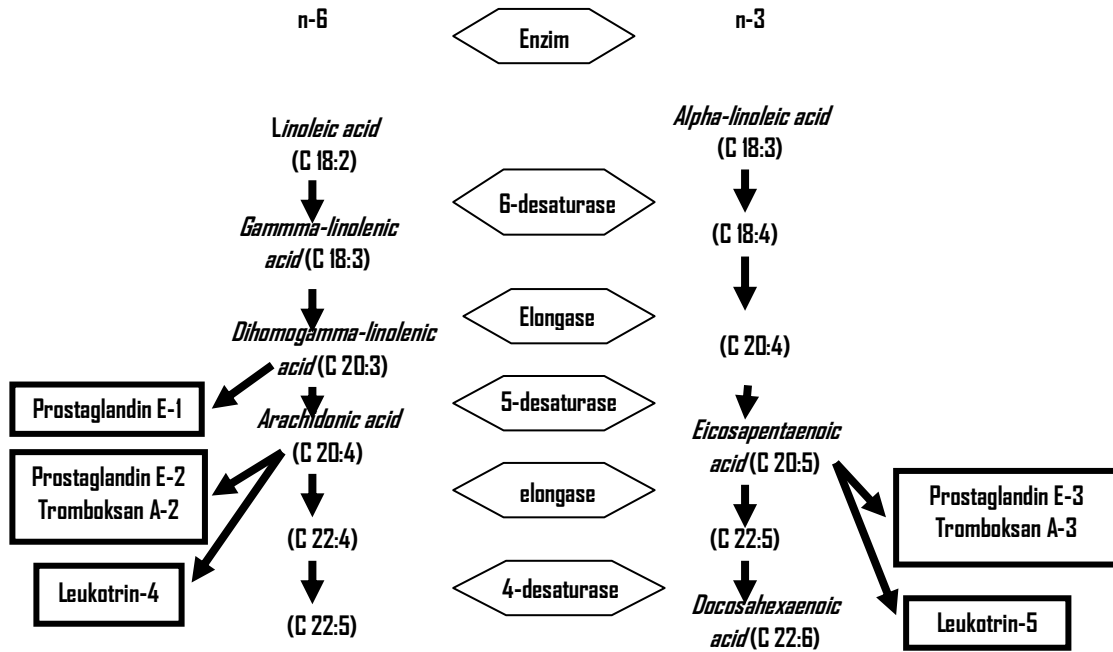 n-6
Enzim
n-3
Linoleic acid
(C 18:2)
Alpha-linoleic acid
(C 18:3)
6-desaturase
Gammma-linolenic
acid (C 18:3)
(C 18:4)
Elongase
Dihomogamma-linolenic
acid (C 20:3)
(C 20:4)
Prostaglandin E-1
5-desaturase
Arachidonic acid
(C 20:4)
Eicosapentaenoic
acid (C 20:5)
Prostaglandin E-2
Tromboksan A-2
elongase
Prostaglandin E-3
Tromboksan A-3
(C 22:4)
(C 22:5)
Leukotrin-4
4-desaturase
(C 22:5)
Docosahexaenoic
acid (C 22:6)
Leukotrin-5